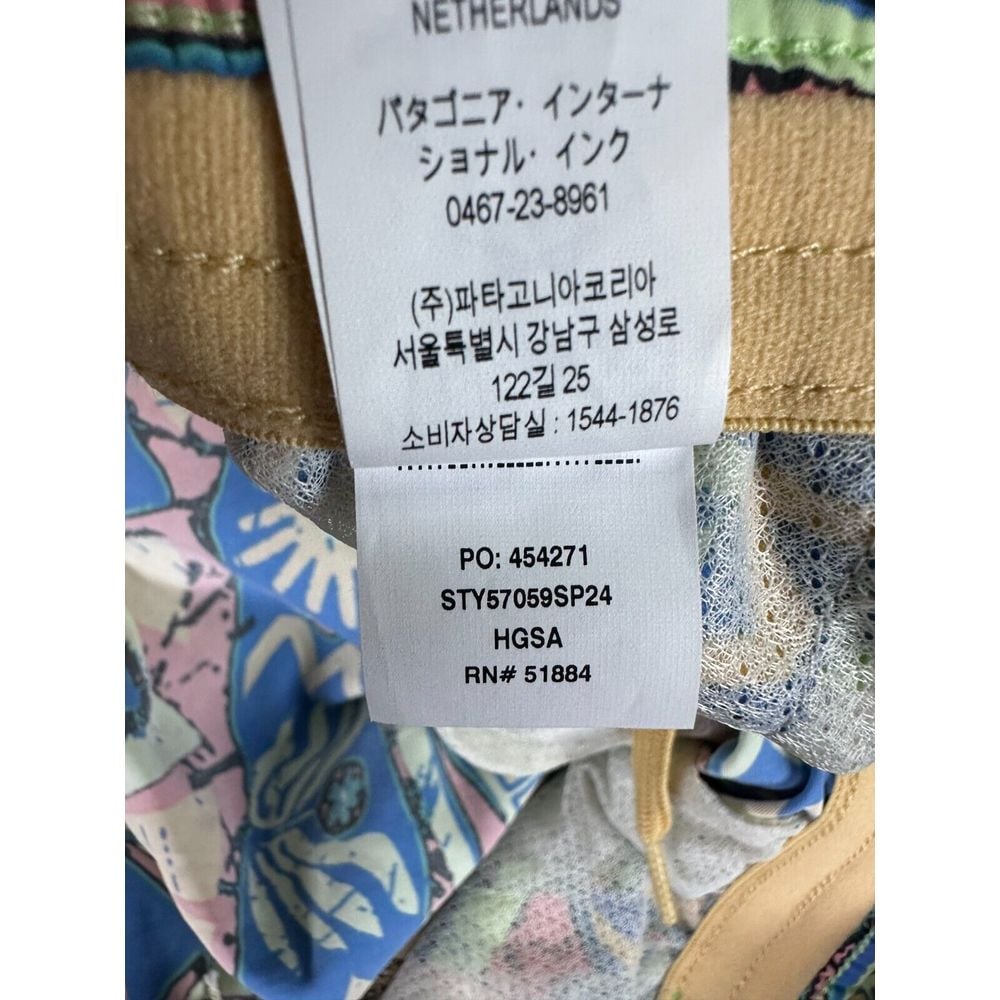 NETHERLANDS
パタゴニア・インターナ
ショナル・インク
0467-23-8961
(주)파타고니아코리아
서울특별시 강남구 삼성로
122길 25
소비자상담실 : 1544-1876
PO: 454271
STY57059SP24
HGSA
RN# 51884